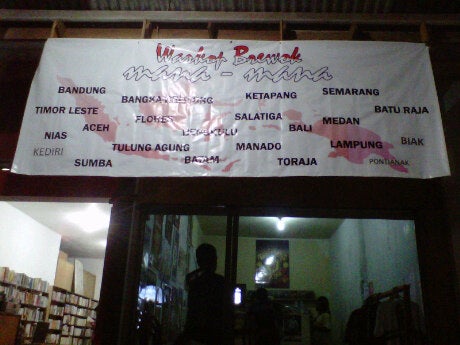 Warkop Brewok
mana - mana
BANDUNG BANGKA BELITUNG KETAPANG SEMARANG
TIMOR LESTE FLORES SALATIGA MEDAN BATU RAJA
NIAS ACEH BENGKULU BALI BIAK
KEDIRI TULUNG AGUNG MANADO LAMPUNG
SUMBA BATAM TORAJA PONTIANAK